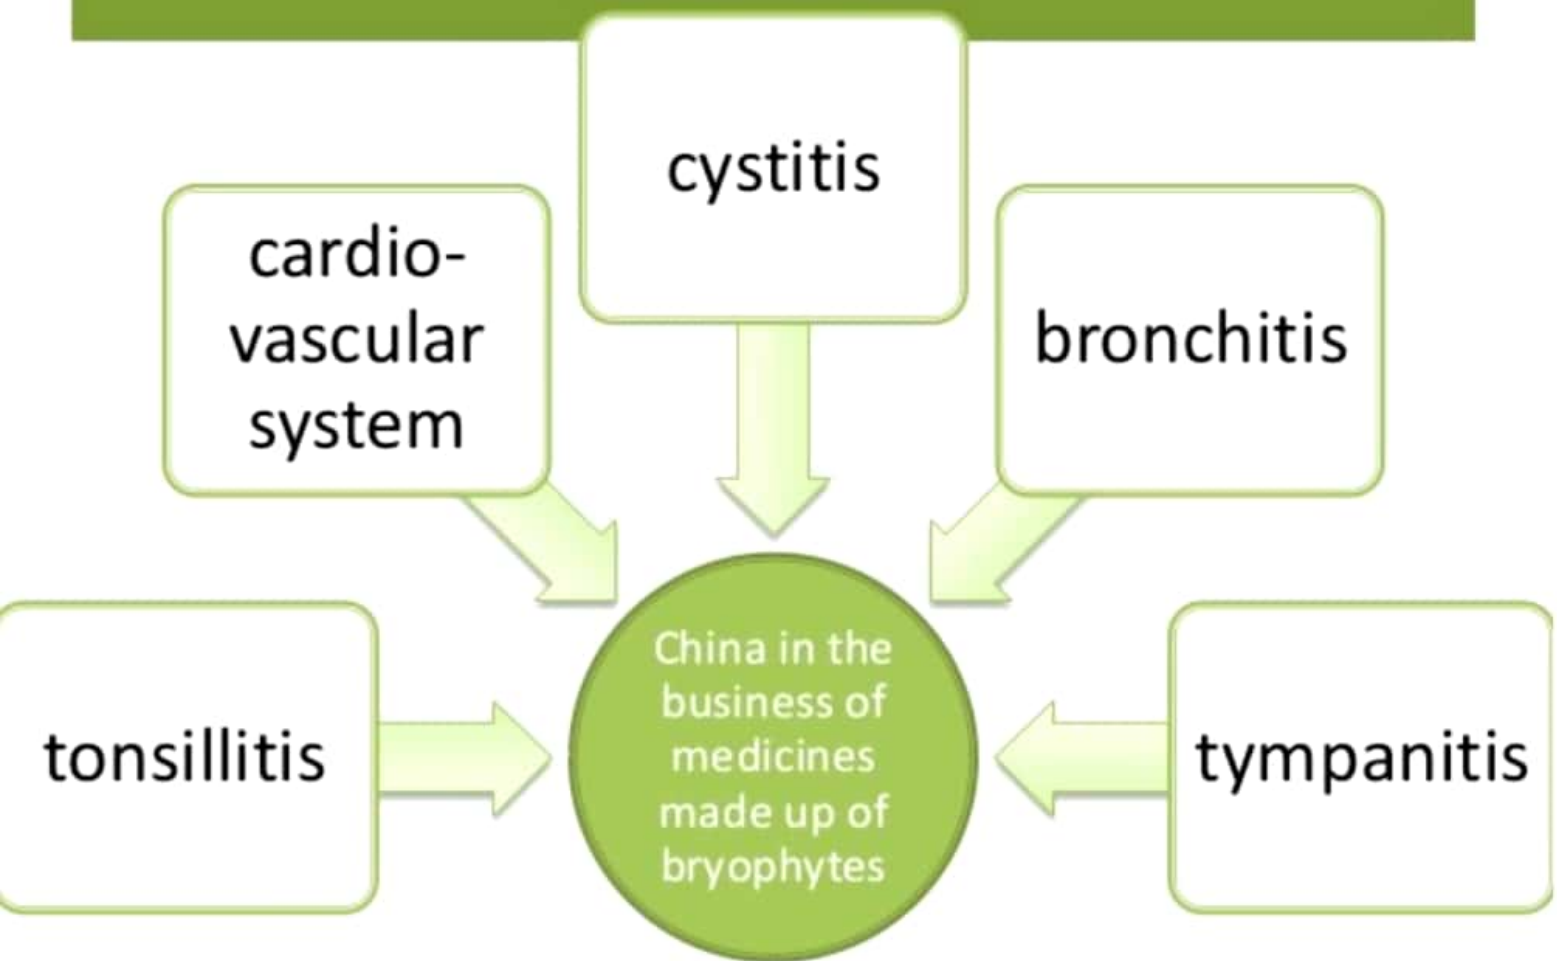 cystitis
cardio-
vascular
system
bronchitis
tonsillitis
China in the
business of
medicines
made up of
bryophytes
tympanitis